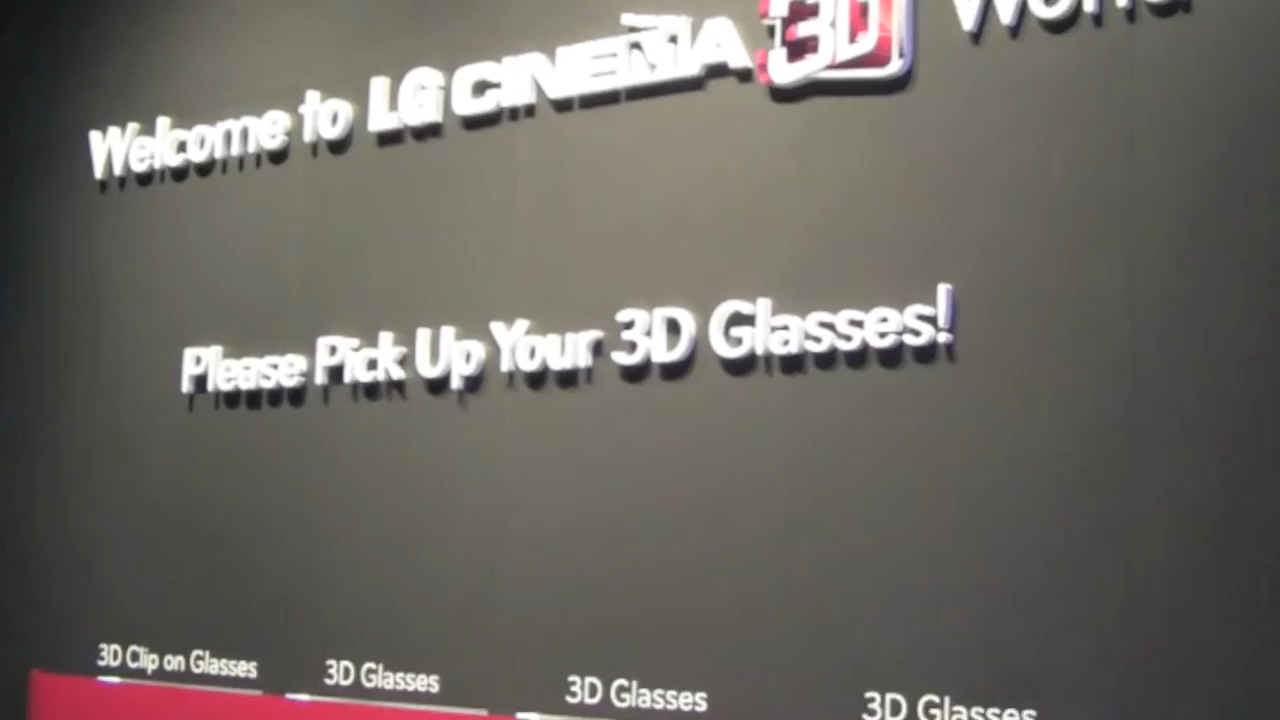 Welcome to LG CINEMA 3D World
Please Pick Up Your 3D Glasses!
3D Clip on Glasses 3D Glasses 3D Glasses 3D Glasses